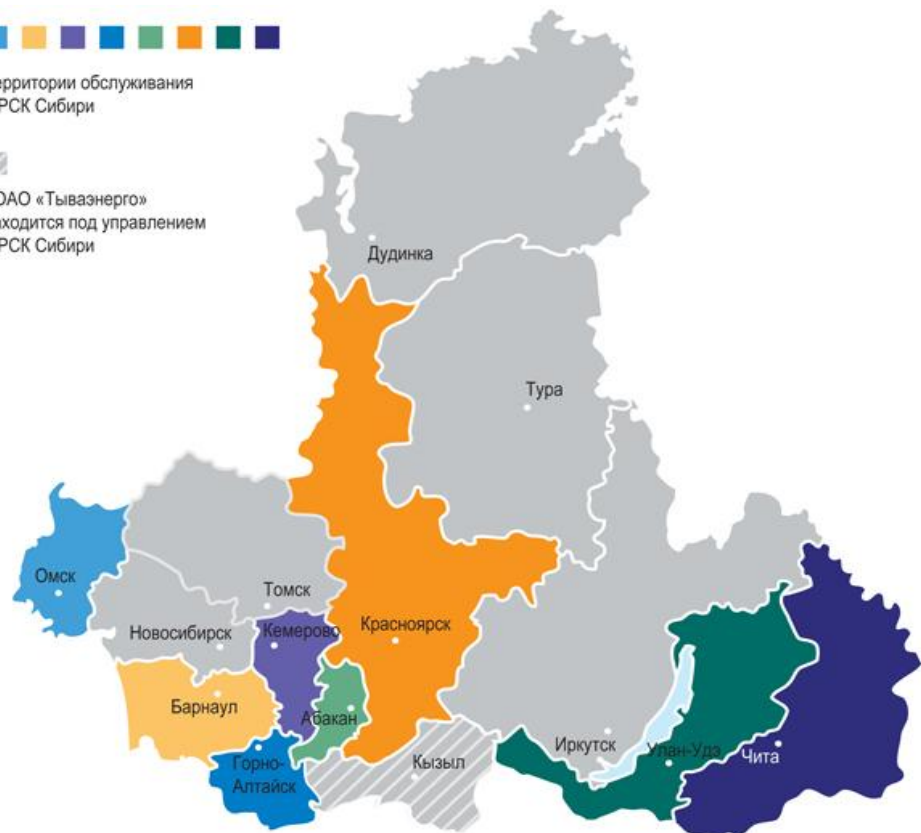 ерритории обслуживания
РСК Сибири
ОАО «Тываэнерго»
аходится под управлением
РСК Сибири
Дудинка
Тура
Омск
Томск
Новосибирск
Кемерово
Красноярск
Барнаул
Абакан
Горно-
Алтайск
Кызыл
Иркутск
Улан-Удэ
Чита